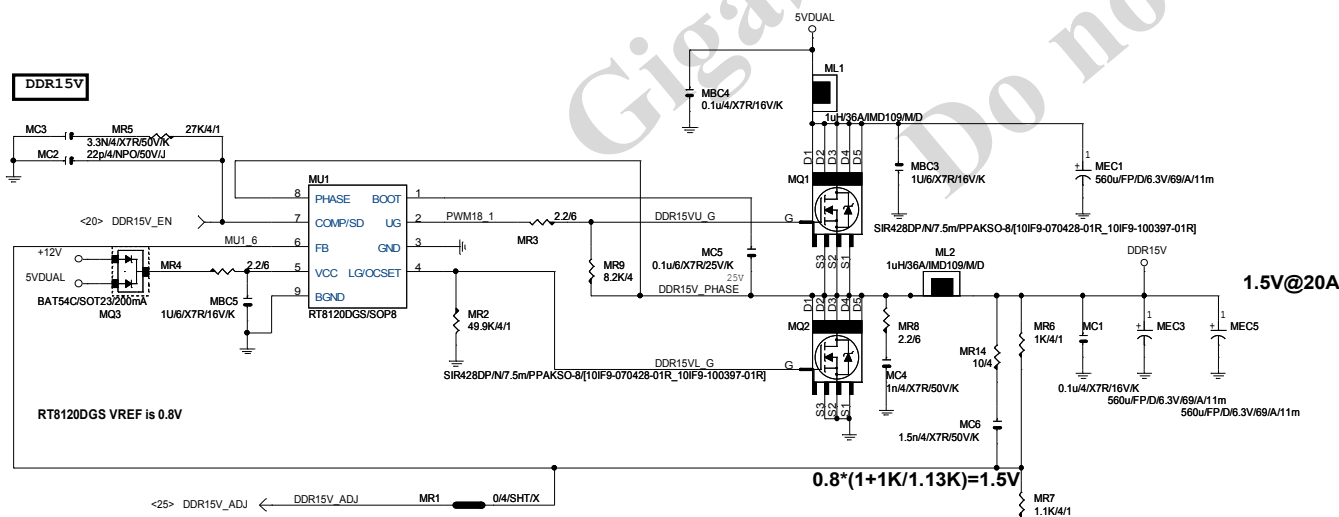 Giga
Do no
DDR15V
5VDUAL
MBC4
0.1u/4/X7R/16V/K
ML1
1uH/36A/IMD109/M/D
MC3
MR5
27K/4/1
3.3N/4/X7R/50V/K
MC2
22p/4/NPO/50V/J
D1 D2 D3 D4 D5
MQ1
G
S3 S2 S1
MBC3
1U/6/X7R/16V/K
1
+
MEC1
560u/FP/D/6.3V/69/A/11m
SIR428DP/N/7.5m/PPAKSO-8/[10IF9-070428-01R_10IF9-100397-01R]
MU1
8 PHASE BOOT 1
<20> DDR15V_EN 7 COMP/SD UG 2 PWM18_1
MU1_6 6 FB GND 3
5 VCC LG/OCSET 4
9 BGND
RT8120DGS/SOP8
2.2/6
MR3
DDR15VU_G
MR9
8.2K/4
MC5
0.1u/6/X7R/25V/K
25V
DDR15V_PHASE
+12V
5VDUAL
MR4
2.2/6
BAT54C/SOT23/200mA
MQ3
MBC5
1U/6/X7R/16V/K
MR2
49.9K/4/1
ML2
1uH/36A/IMD109/M/D
DDR15V
1.5V@20A
D1 D2 D3 D4 D5
MQ2
G
S3 S2 S1
DDR15VL_G
SIR428DP/N/7.5m/PPAKSO-8/[10IF9-070428-01R_10IF9-100397-01R]
MR8
2.2/6
MC4
1n/4/X7R/50V/K
MR14
10/4
MR6
1K/4/1
MC1
0.1u/4/X7R/16V/K
1
+
MEC3
560u/FP/D/6.3V/69/A/11m
1
+
MEC5
560u/FP/D/6.3V/69/A/11m
MC6
1.5n/4/X7R/50V/K
RT8120DGS VREF is 0.8V
0.8*(1+1K/1.13K)=1.5V
<25> DDR15V_ADJ DDR15V_ADJ MR1 0/4/SHT/X
MR7
1.1K/4/1